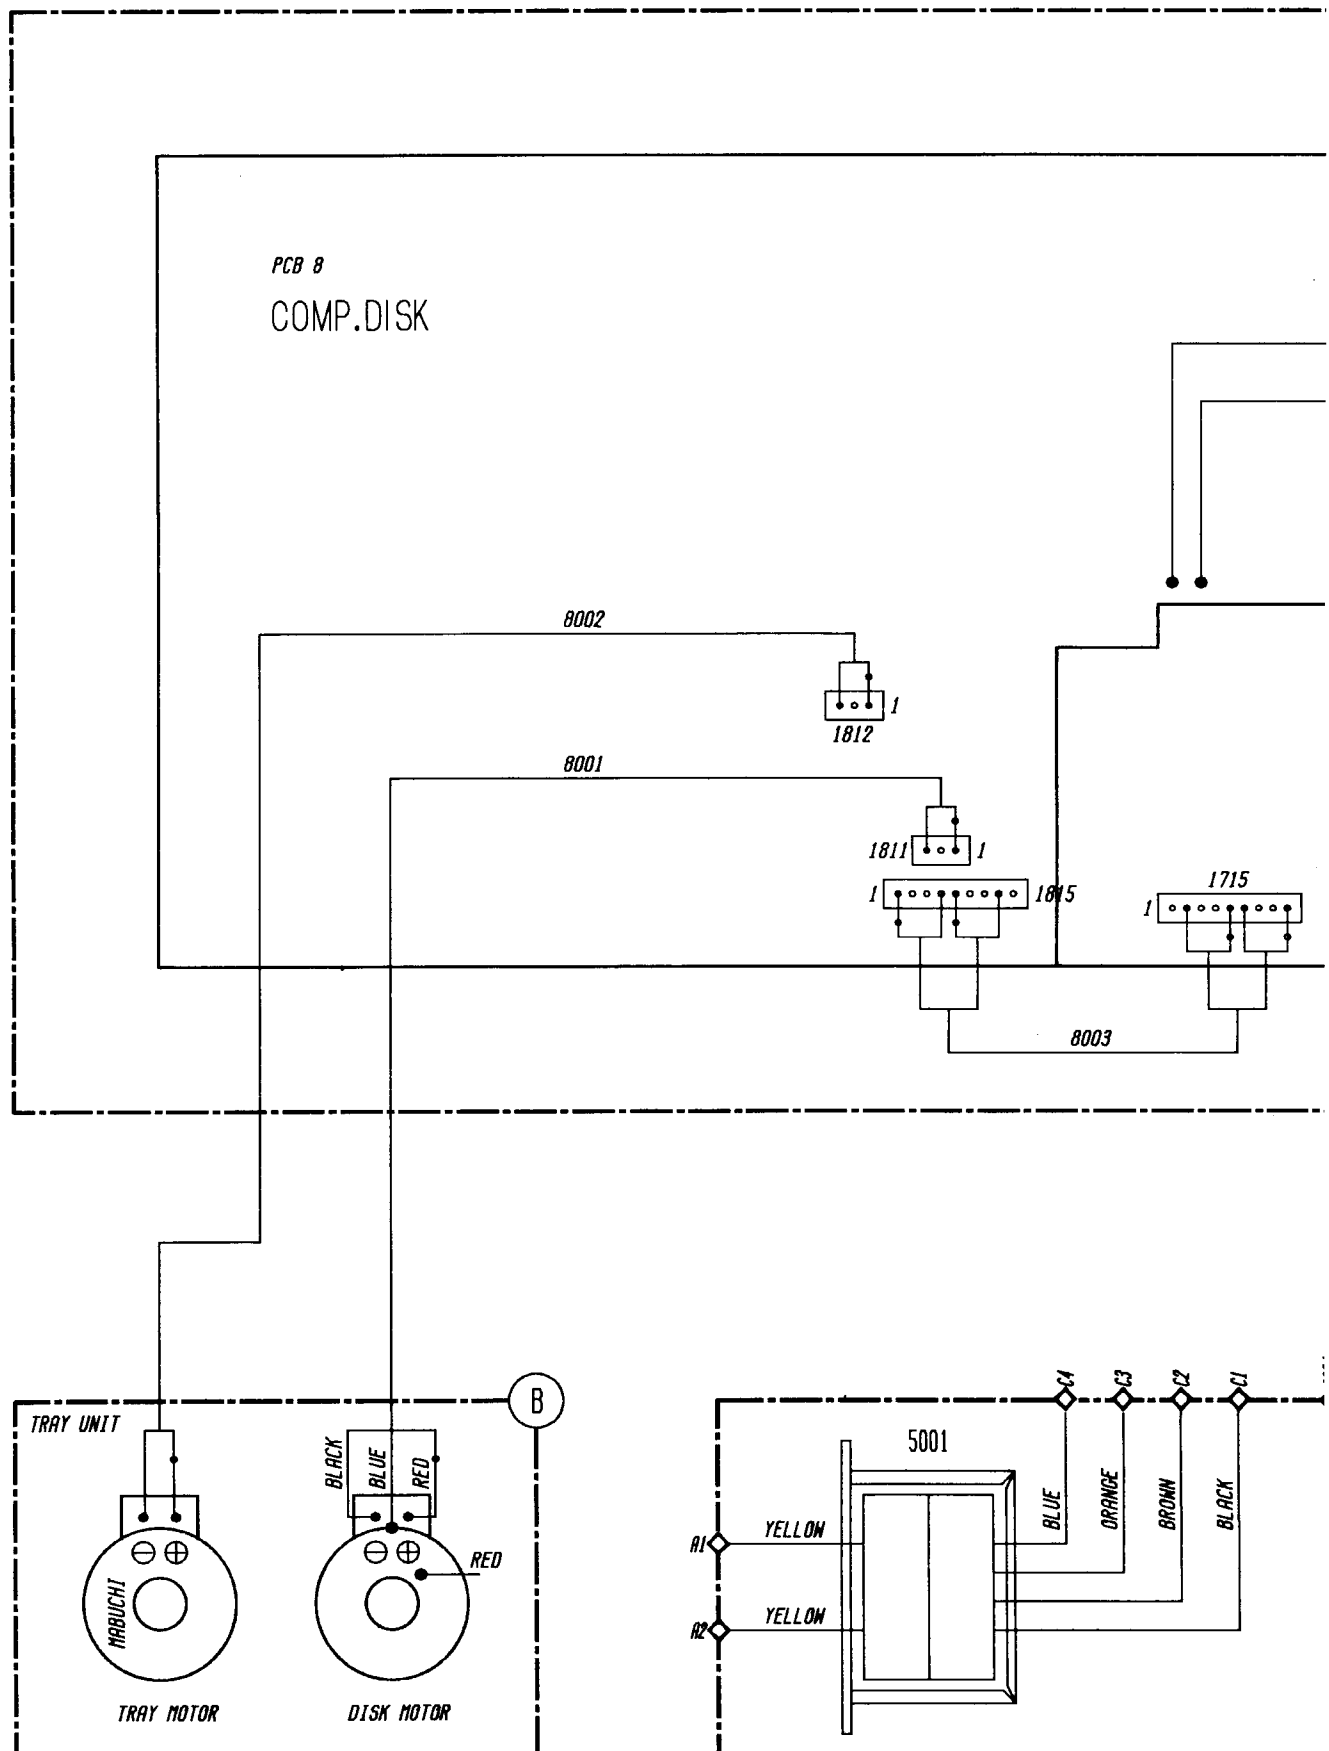 PCB 8
COMP.DISK
8002
1
1812
8001
1811
1
1
1815
1715
1
8003
B
TRAY UNIT
BLACK
BLUE
RED
RED
MABUCHI
TRAY MOTOR
DISK MOTOR
C4
C3
C2
C1
5001
BLUE
ORANGE
BROWN
BLACK
A1
YELLOW
A2
YELLOW